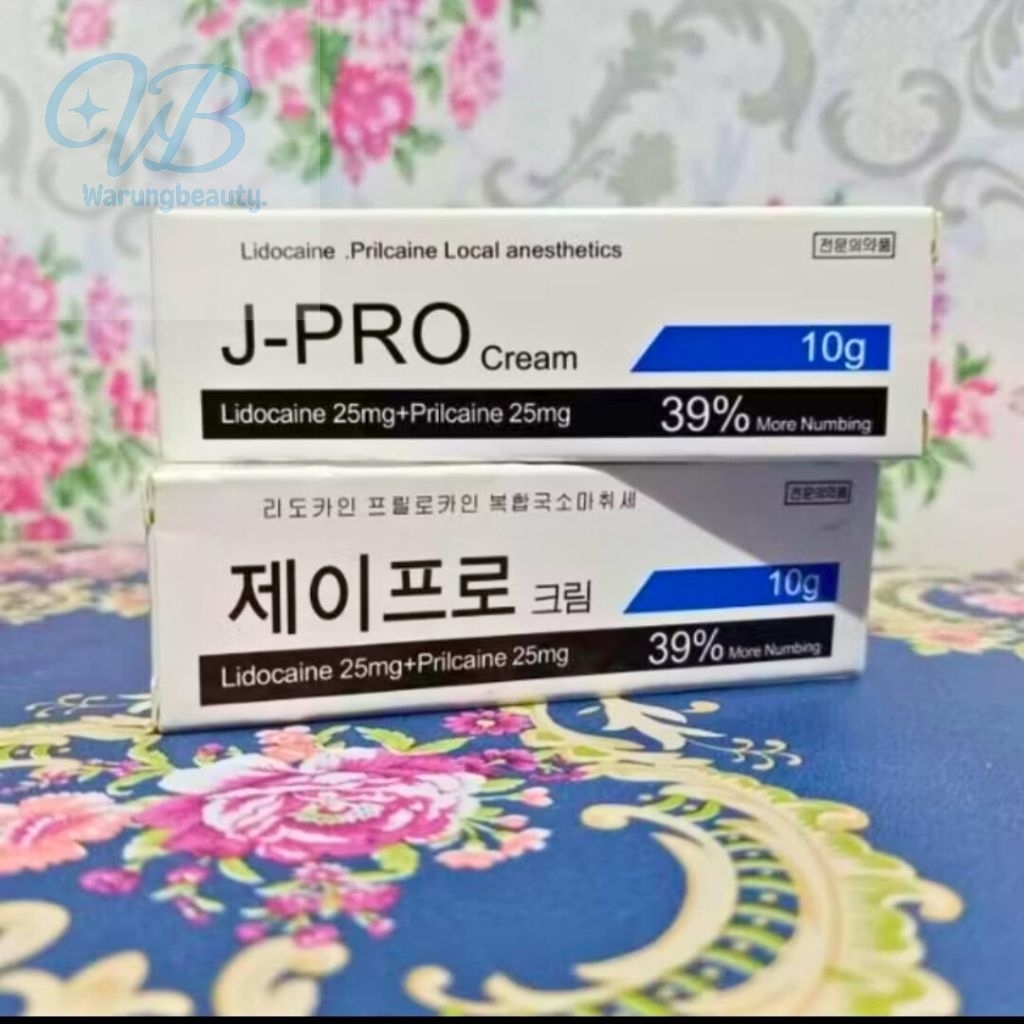 VB
Warungbeauty.
Lidocaine .Prilcaine Local anesthetics
전문의약품
J-PRO Cream
10g
Lidocaine 25mg+Prilcaine 25mg
39% More Numbing
리도카인 프릴로카인 복합국소마취세
전문의약품
제이프로 크림
10g
Lidocaine 25mg+Prilcaine 25mg
39% More Numbing